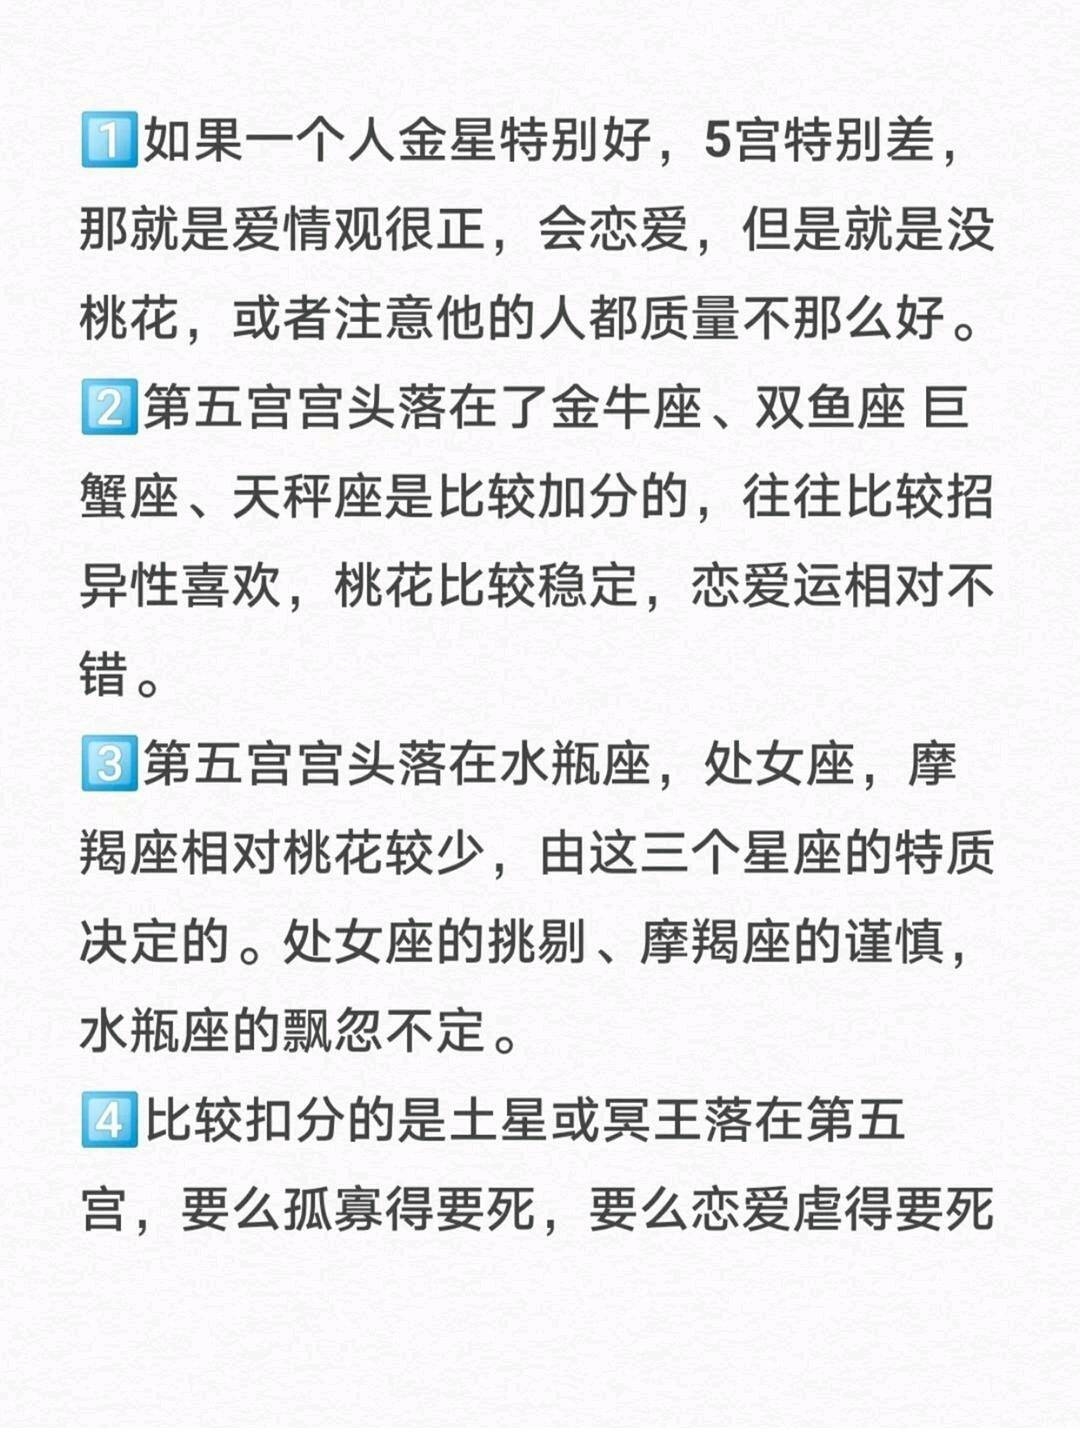 1️⃣如果一个人金星特别好，5宫特别差，
那就是爱情观很正，会恋爱，但是就是没
桃花，或者注意他的人都质量不那么好。
2️⃣第五宫宫头落在了金牛座、双鱼座 巨
蟹座、天秤座是比较加分的，往往比较招
异性喜欢，桃花比较稳定，恋爱运相对不
错。
3️⃣第五宫宫头落在水瓶座，处女座，摩
羯座相对桃花较少，由这三个星座的特质
决定的。处女座的挑剔、摩羯座的谨慎，
水瓶座的飘忽不定。
4️⃣比较扣分的是土星或冥王落在第五
宫，要么孤寡得要死，要么恋爱虐得要死